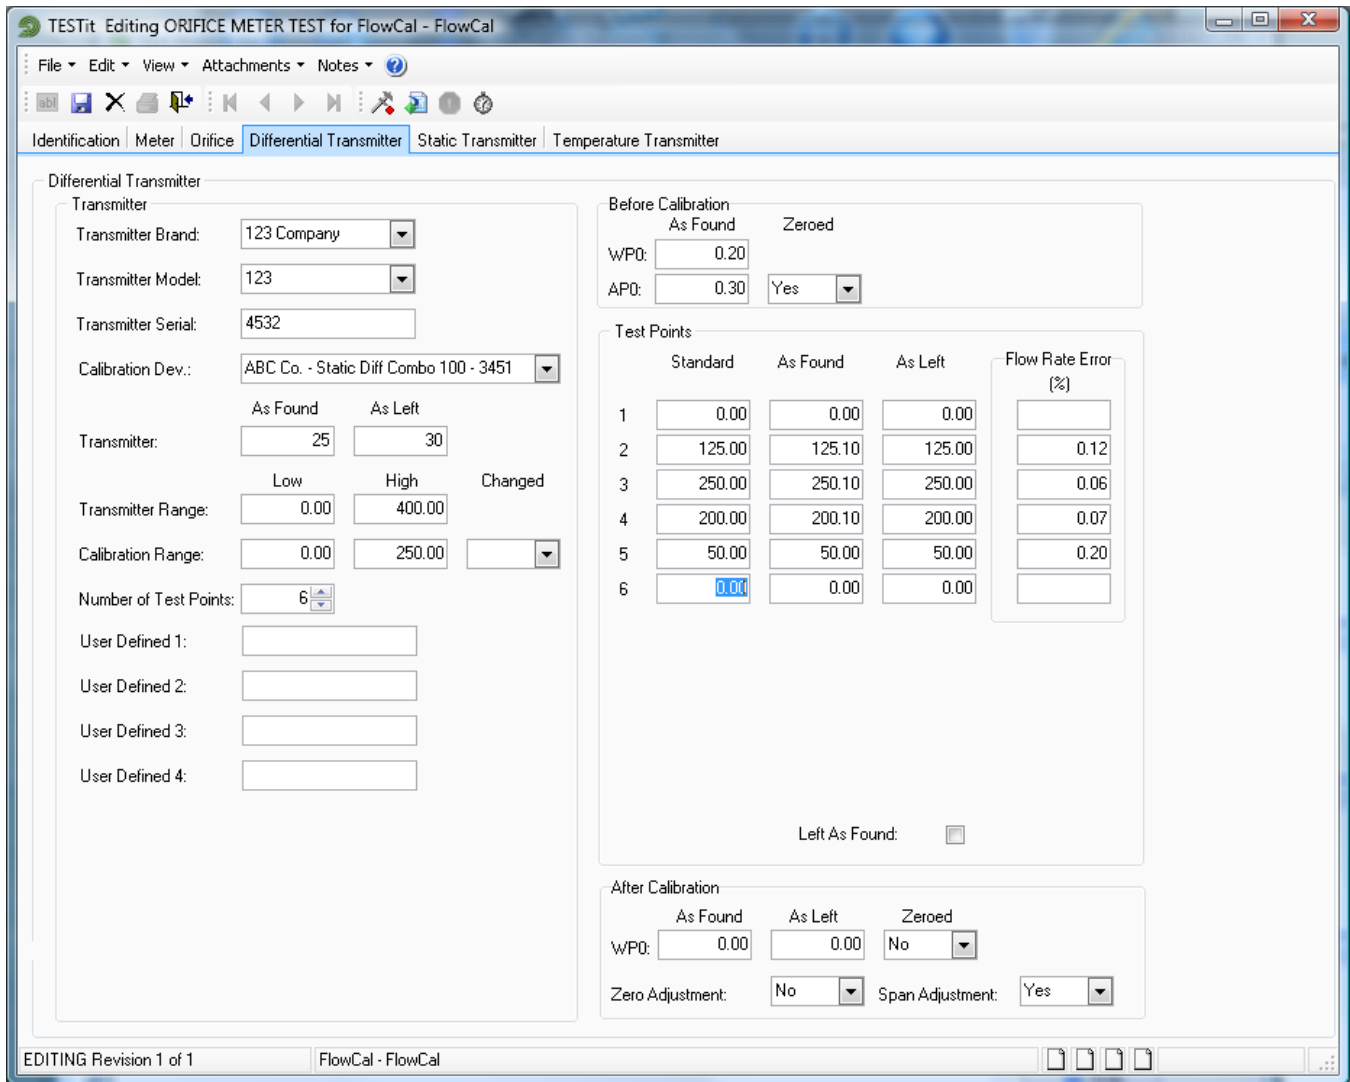 TESTit Editing ORIFICE METER TEST for FlowCal - FlowCal
File Edit View Attachments Notes
abl
Identification Meter Orifice Differential Transmitter Static Transmitter Temperature Transmitter
Differential Transmitter
Transmitter
Transmitter Brand: 123 Company
Transmitter Model: 123
Transmitter Serial: 4532
Calibration Dev.: ABC Co. - Static Diff Combo 100 - 3451
As Found As Left
Transmitter: 25 30
Low High Changed
Transmitter Range: 0.00 400.00
Calibration Range: 0.00 250.00
Number of Test Points: 6
User Defined 1:
User Defined 2:
User Defined 3:
User Defined 4:
Before Calibration
As Found Zeroed
WP0: 0.20
AP0: 0.30 Yes
Test Points
Standard As Found As Left Flow Rate Error
(%)
1 0.00 0.00 0.00
2 125.00 125.10 125.00 0.12
3 250.00 250.10 250.00 0.06
4 200.00 200.10 200.00 0.07
5 50.00 50.00 50.00 0.20
6 0.00 0.00 0.00
Left As Found:
After Calibration
As Found As Left Zeroed
WP0: 0.00 0.00 No
Zero Adjustment: No Span Adjustment: Yes
EDITING Revision 1 of 1 FlowCal - FlowCal